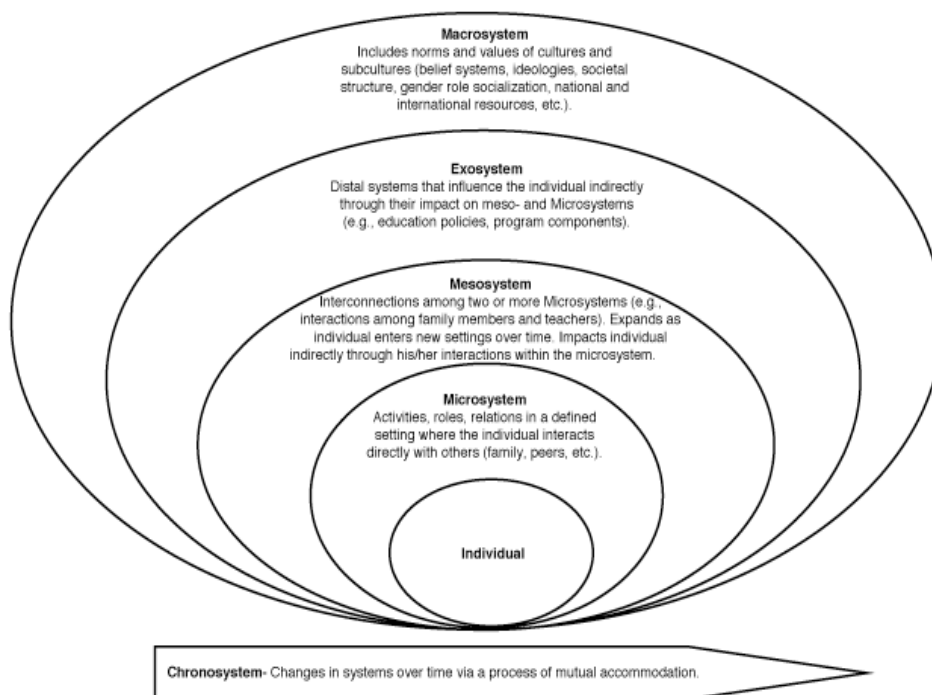 Macrosystem
Includes norms and values of cultures and
subcultures (belief systems, ideologies, societal
structure, gender role socialization, national and
international resources, etc.).
Exosystem
Distal systems that influence the individual indirectly
through their impact on meso- and Microsystems
(e.g., education policies, program components).
Mesosystem
Interconnections among two or more Microsystems (e.g.,
interactions among family members and teachers). Expands as
individual enters new settings over time. Impacts individual
indirectly through his/her interactions within the microsystem.
Microsystem
Activities, roles, relations in a defined
setting where the individual interacts
directly with others (family, peers, etc.).
Individual
Chronosystem- Changes in systems over time via a process of mutual accommodation.